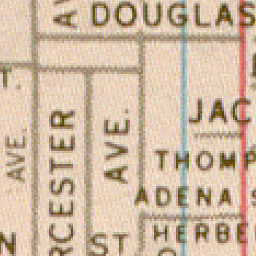 AV
DOUGLAS
T.
JAC
AVE.
RCESTER
AVE.
THOMP
ADENA S
HERBE
N
ST